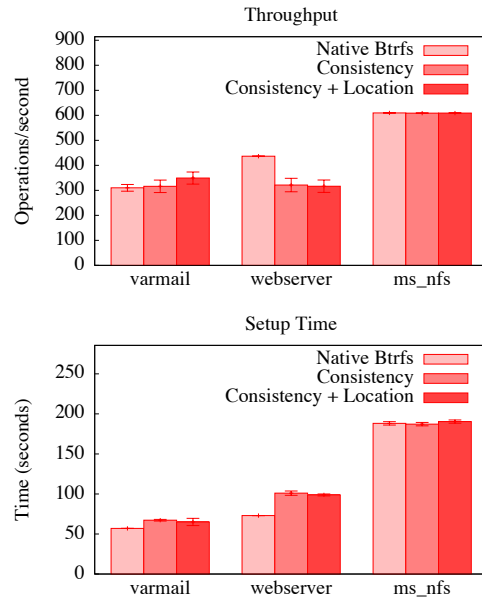 Throughput
Operations/second
900
800
700
600
500
400
300
200
100
0
Native Btrfs
Consistency
Consistency + Location
varmail webserver ms_nfs
Setup Time
Time (seconds)
250
200
150
100
50
0
Native Btrfs
Consistency
Consistency + Location
varmail webserver ms_nfs